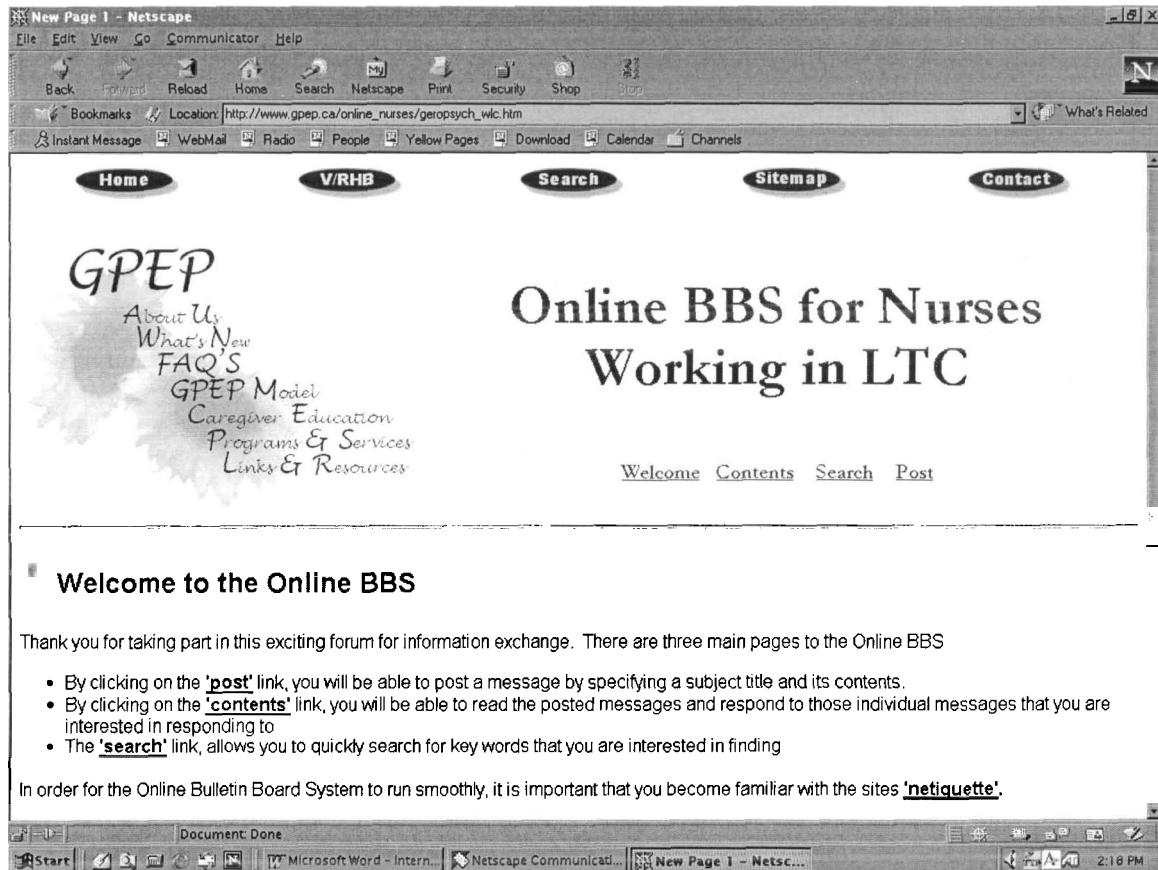 New Page 1 - Netscape
File Edit View Go Communicator Help
Back Forward Reload Home Search Netscape Print Security Shop Stop
My
N
Bookmarks Location: http://www.gpep.ca/online_nurses/geropsych_wlc.htm What's Related
Instant Message WebMail Radio People Yellow Pages Download Calendar Channels
Home V/RHB Search Sitemap Contact
GPEP
About Us
What's New
FAQ'S
GPEP Model
Caregiver Education
Programs & Services
Links & Resources
Online BBS for Nurses
Working in LTC
Welcome Contents Search Post
Welcome to the Online BBS
Thank you for taking part in this exciting forum for information exchange. There are three main pages to the Online BBS
• By clicking on the 'post' link, you will be able to post a message by specifying a subject title and its contents.
• By clicking on the 'contents' link, you will be able to read the posted messages and respond to those individual messages that you are
interested in responding to
• The 'search' link, allows you to quickly search for key words that you are interested in finding
In order for the Online Bulletin Board System to run smoothly, it is important that you become familiar with the sites 'netiquette'.
Document: Done
Start Microsoft Word - Intern... Netscape Communicati... New Page 1 - Netsc... 2:18 PM